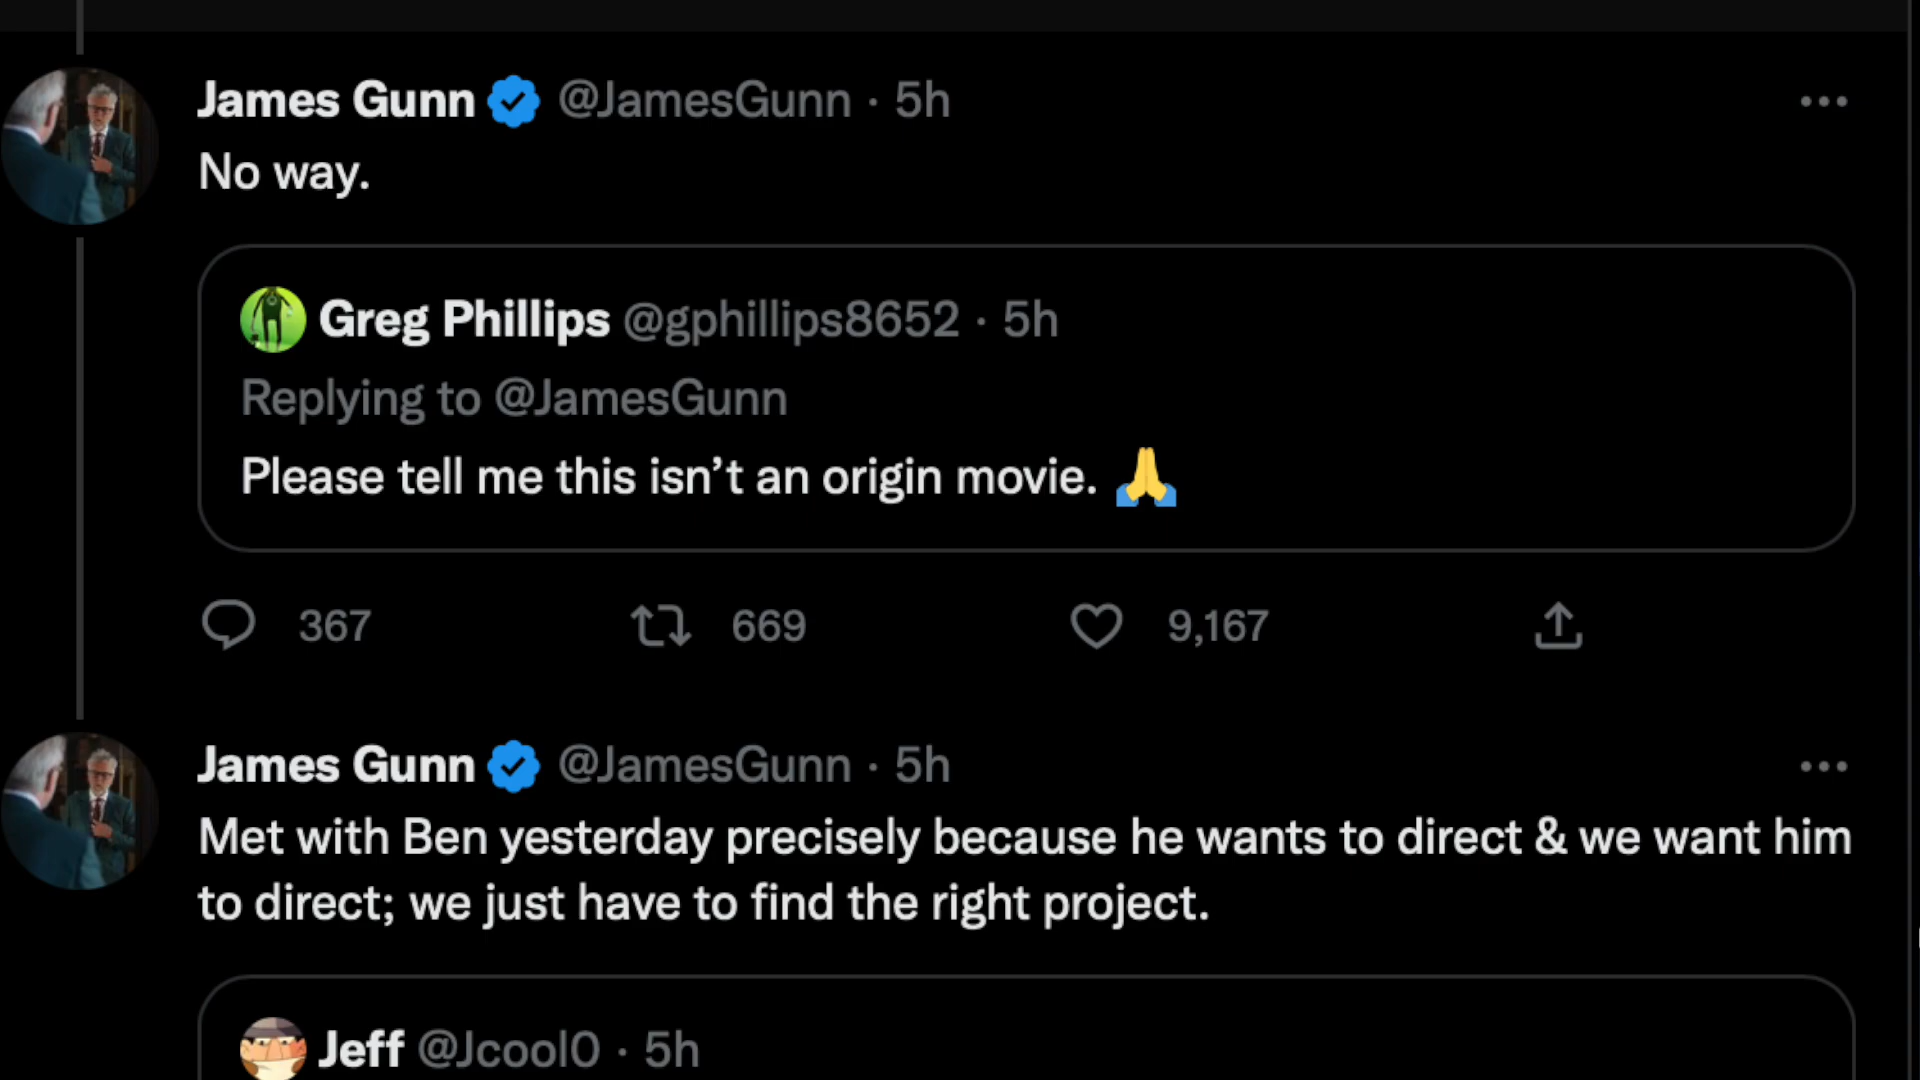 James Gunn @JamesGunn · 5h
No way.
Greg Phillips @gphillips8652 · 5h
Replying to @JamesGunn
Please tell me this isn’t an origin movie. 🙏
367 669 9,167
James Gunn @JamesGunn · 5h
Met with Ben yesterday precisely because he wants to direct & we want him
to direct; we just have to find the right project.
Jeff @Jcool0 · 5h